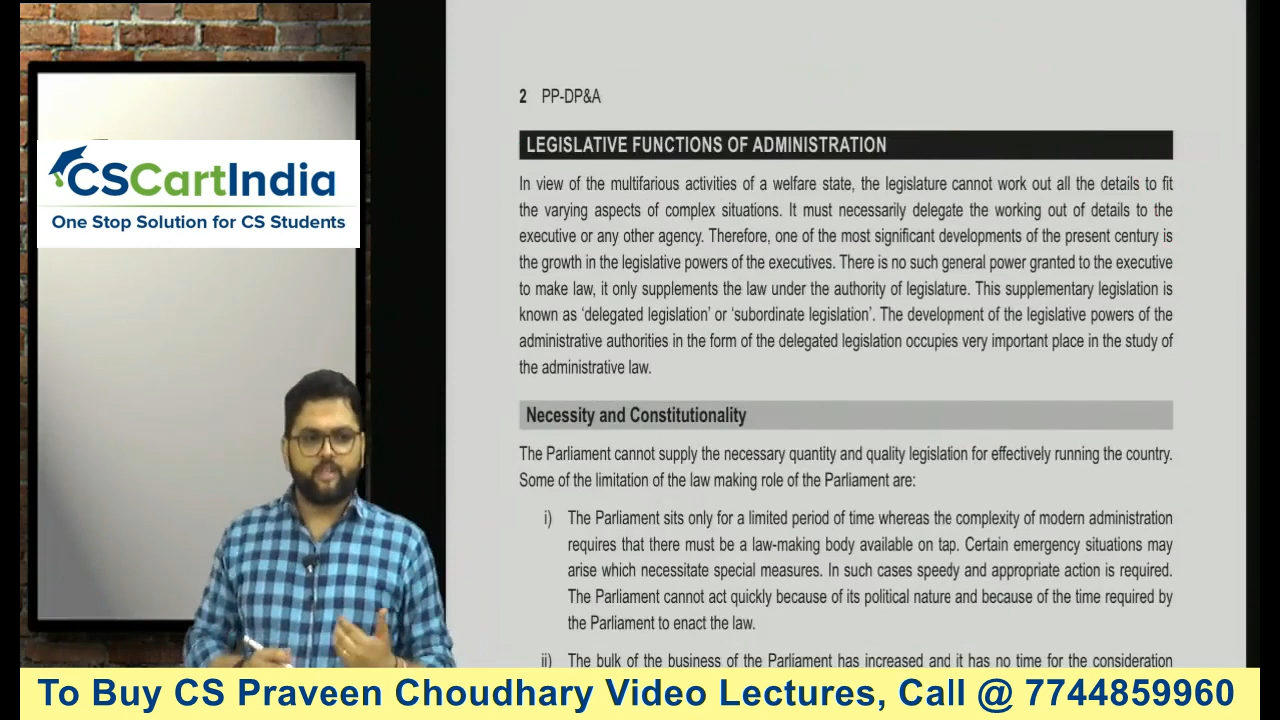 CSCartIndia
One Stop Solution for CS Students
2 PP-DP&A
LEGISLATIVE FUNCTIONS OF ADMINISTRATION
In view of the multifarious activities of a welfare state, the legislature cannot work out all the details to fit
the varying aspects of complex situations. It must necessarily delegate the working out of details to the
executive or any other agency. Therefore, one of the most significant developments of the present century is
the growth in the legislative powers of the executives. There is no such general power granted to the executive
to make law, it only supplements the law under the authority of legislature. This supplementary legislation is
known as ‘delegated legislation’ or ‘subordinate legislation’. The development of the legislative powers of the
administrative authorities in the form of the delegated legislation occupies very important place in the study of
the administrative law.
Necessity and Constitutionality
The Parliament cannot supply the necessary quantity and quality legislation for effectively running the country.
Some of the limitation of the law making role of the Parliament are:
i) The Parliament sits only for a limited period of time whereas the complexity of modern administration
requires that there must be a law-making body available on tap. Certain emergency situations may
arise which necessitate special measures. In such cases speedy and appropriate action is required.
The Parliament cannot act quickly because of its political nature and because of the time required by
the Parliament to enact the law.
ii) The bulk of the business of the Parliament has increased and it has no time for the consideration
To Buy CS Praveen Choudhary Video Lectures, Call @ 7744859960